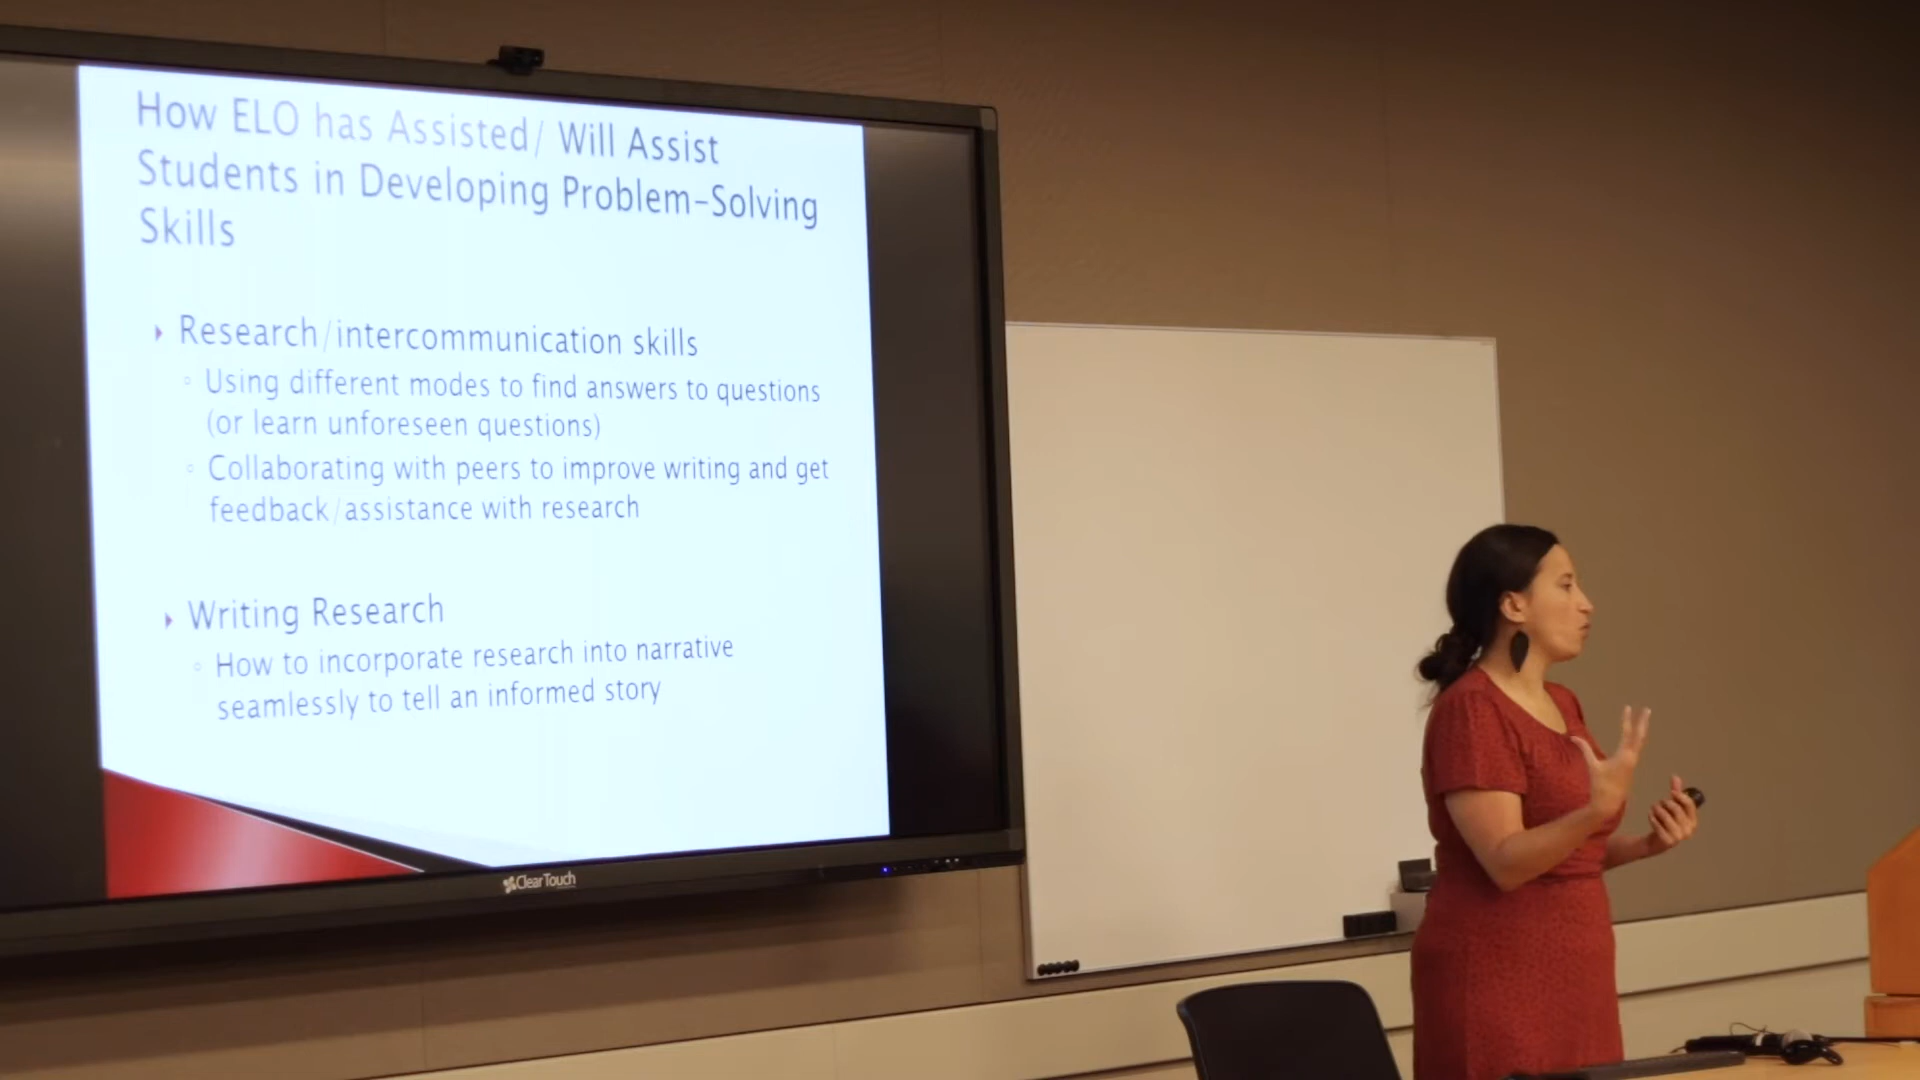 How ELO has Assisted/ Will Assist
Students in Developing Problem-Solving
Skills
Research/intercommunication skills
Using different modes to find answers to questions
(or learn unforeseen questions)
Collaborating with peers to improve writing and get
feedback/assistance with research
Writing Research
How to incorporate research into narrative
seamlessly to tell an informed story
ClearTouch